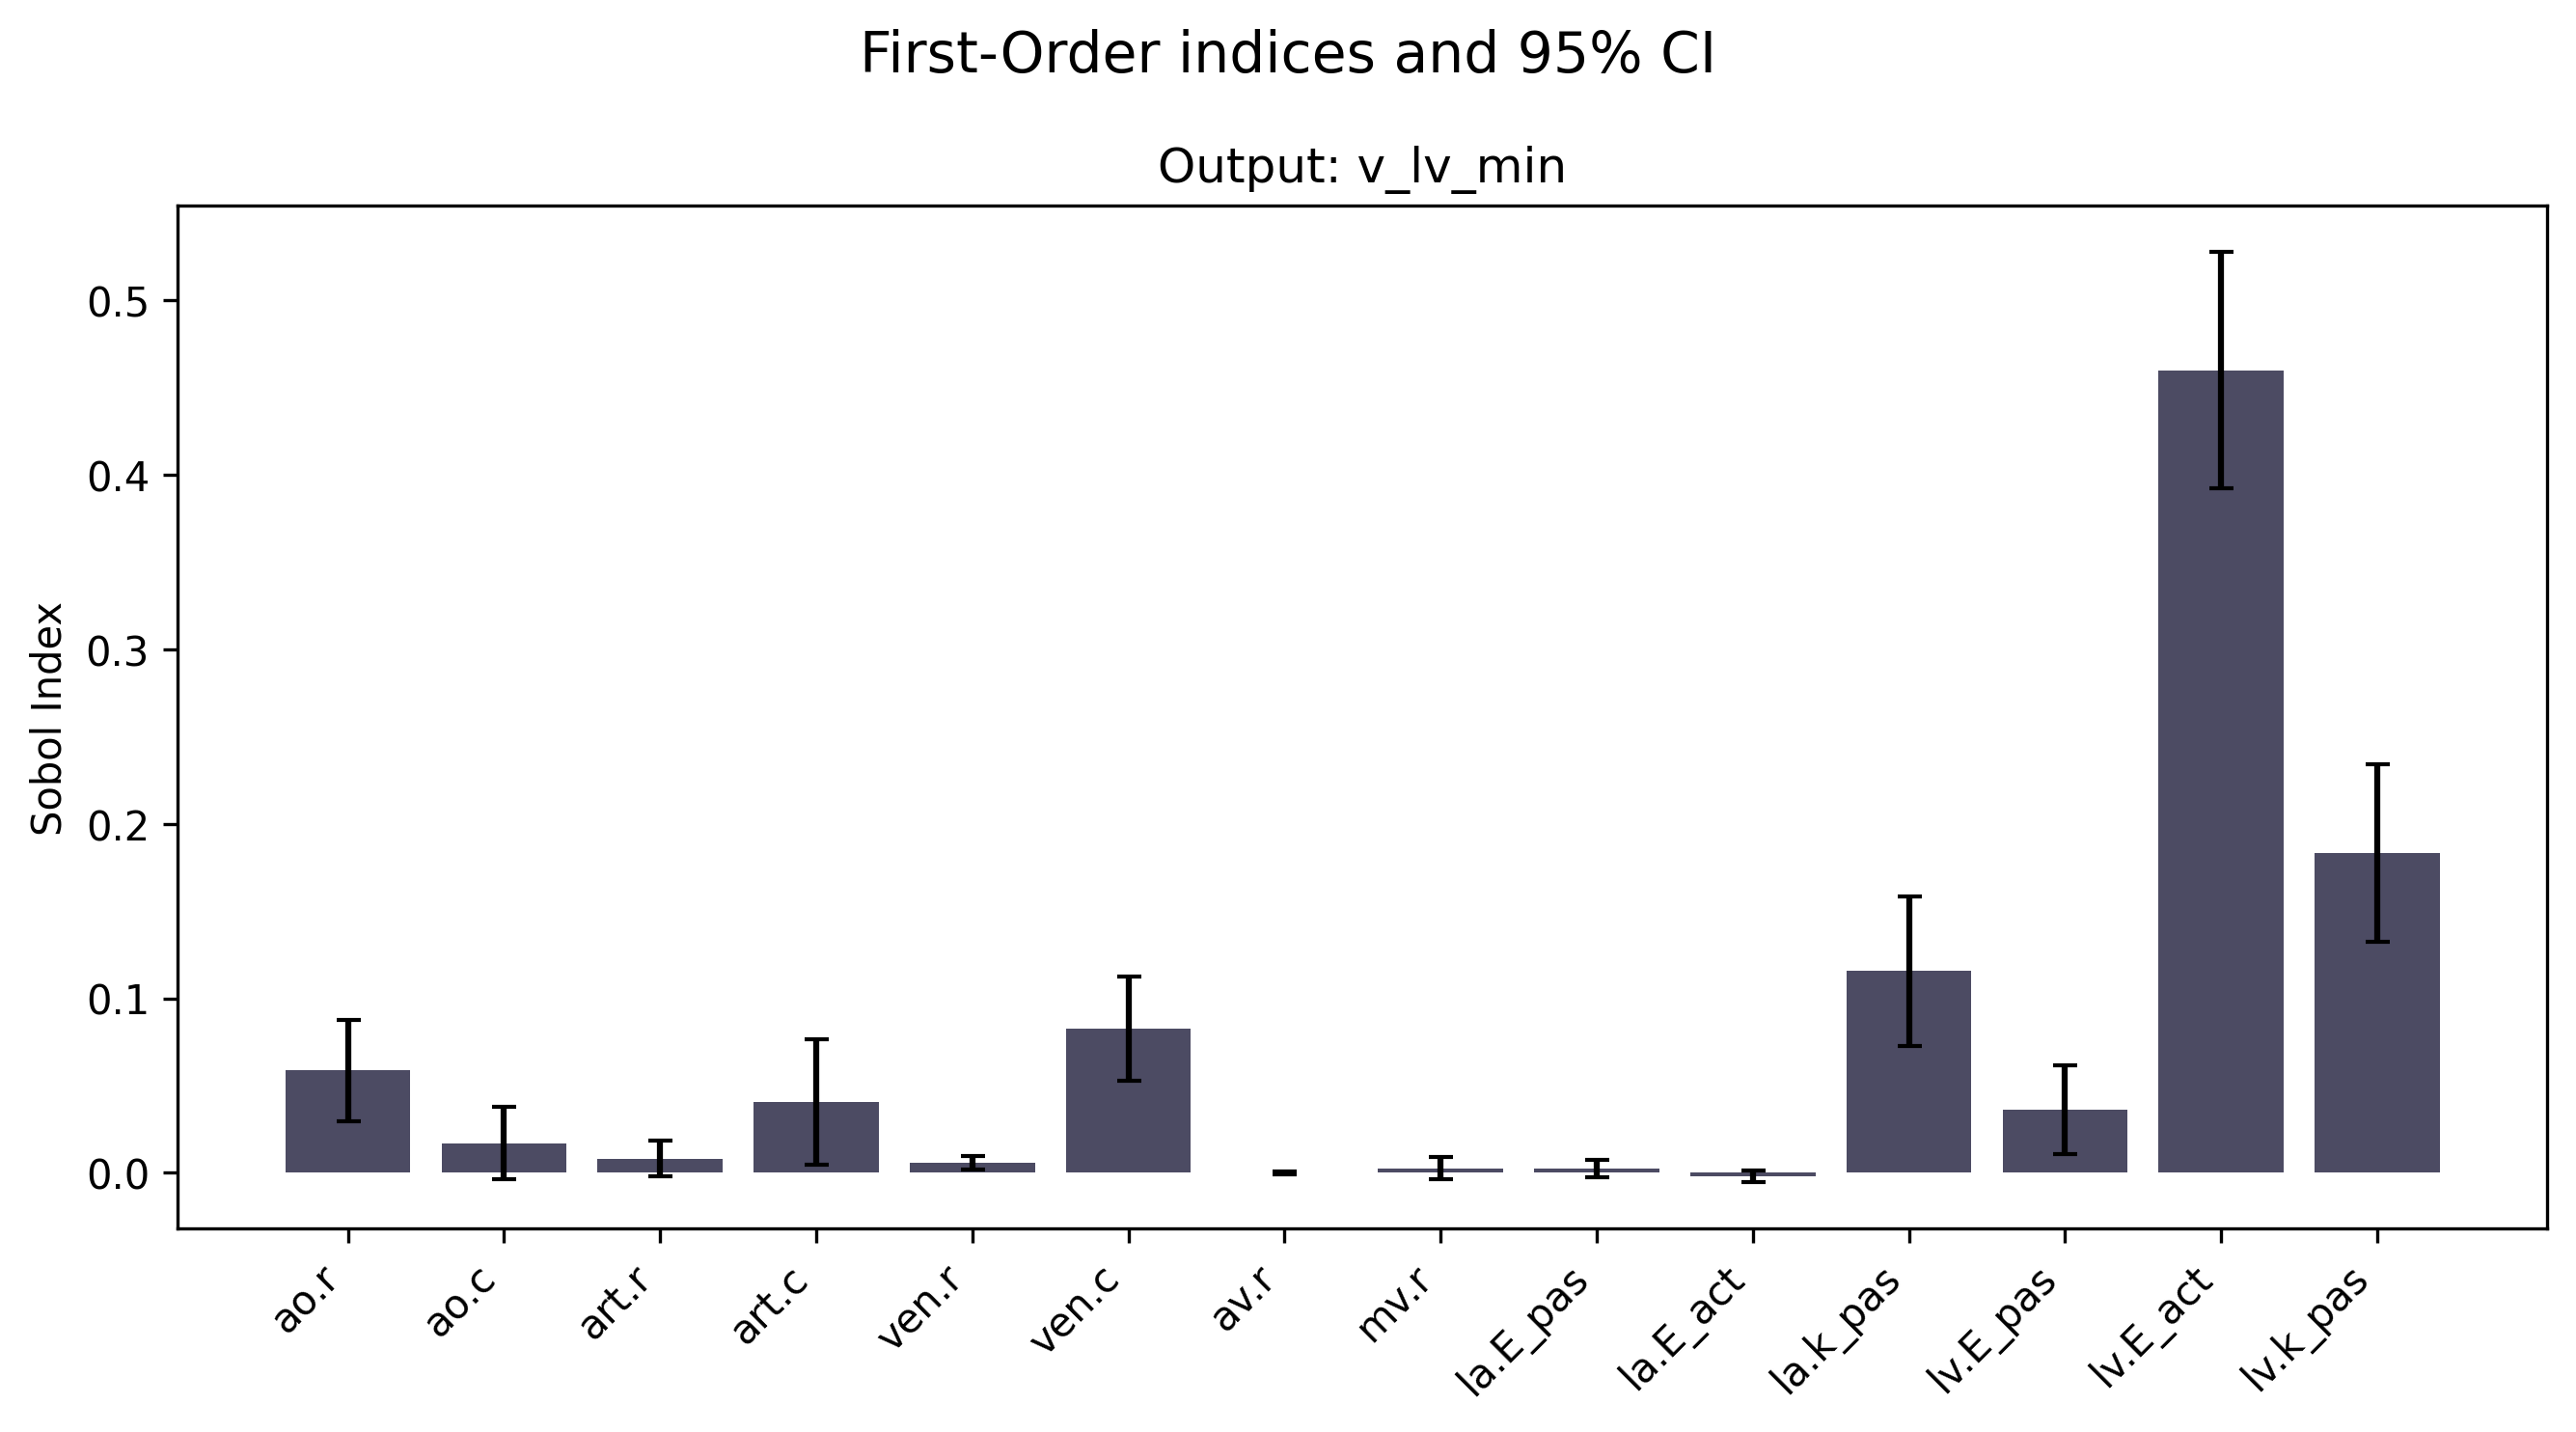 First-Order indices and 95% CI
Output: v_lv_min
Sobol Index
0.5
0.4
0.3
0.2
0.1
0.0
ao.r
ao.c
art.r
art.c
ven.r
ven.c
av.r
mv.r
la.E_pas
la.E_act
la.k_pas
lv.E_pas
lv.E_act
lv.k_pas